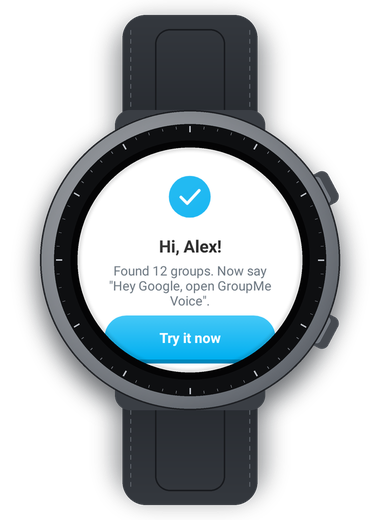 Hi, Alex!
Found 12 groups. Now say
"Hey Google, open GroupMe
Voice".
Try it now